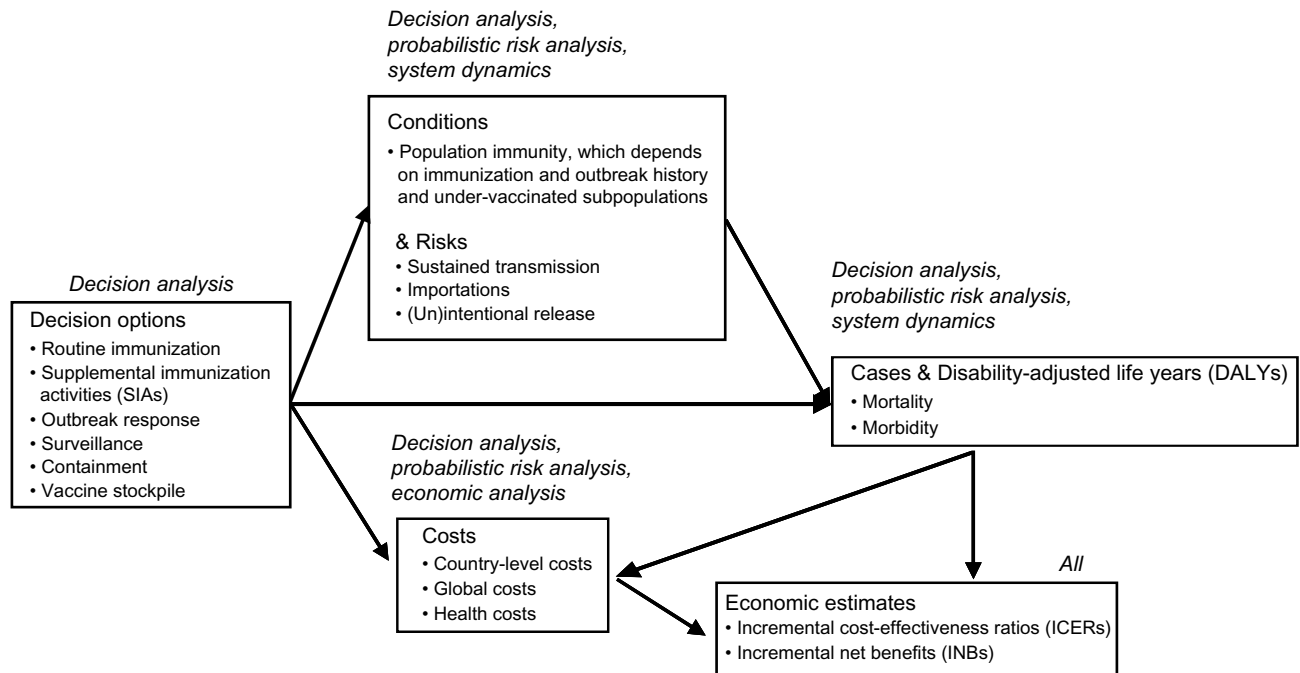 Decision analysis,
probabilistic risk analysis,
system dynamics
Conditions
• Population immunity, which depends
on immunization and outbreak history
and under-vaccinated subpopulations
& Risks
• Sustained transmission
• Importations
• (Un)intentional release
Decision analysis
Decision options
• Routine immunization
• Supplemental immunization
activities (SIAs)
• Outbreak response
• Surveillance
• Containment
• Vaccine stockpile
Decision analysis,
probabilistic risk analysis,
system dynamics
Cases & Disability-adjusted life years (DALYs)
• Mortality
• Morbidity
Decision analysis,
probabilistic risk analysis,
economic analysis
Costs
• Country-level costs
• Global costs
• Health costs
All
Economic estimates
• Incremental cost-effectiveness ratios (ICERs)
• Incremental net benefits (INBs)